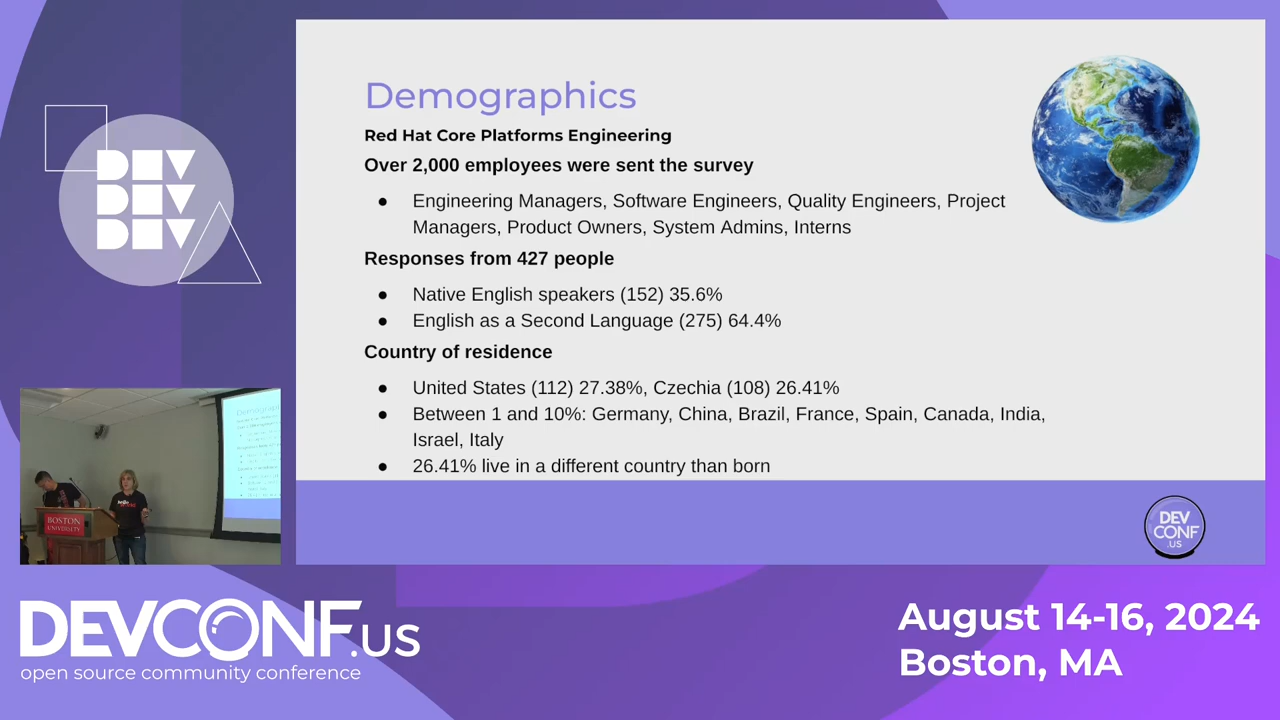 DEV
DEV
DEV
Demographics
Red Hat Core Platforms Engineering
Over 2,000 employees were sent the survey
● Engineering Managers, Software Engineers, Quality Engineers, Project
Managers, Product Owners, System Admins, Interns
Responses from 427 people
● Native English speakers (152) 35.6%
● English as a Second Language (275) 64.4%
Country of residence
● United States (112) 27.38%, Czechia (108) 26.41%
● Between 1 and 10%: Germany, China, Brazil, France, Spain, Canada, India,
Israel, Italy
● 26.41% live in a different country than born
DEV
CONF
.US
Demographics
BOSTON
UNIVERSITY
DEVCONF.US
open source community conference
August 14-16, 2024
Boston, MA